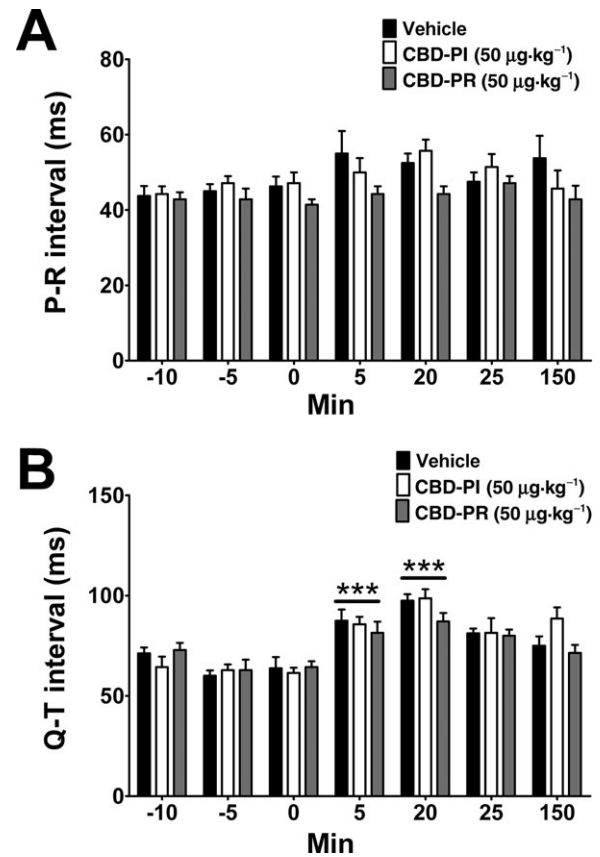 A
Vehicle
CBD-PI (50 μg·kg⁻¹)
CBD-PR (50 μg·kg⁻¹)
P-R interval (ms)
80
60
40
20
0
-10 -5 0 5 20 25 150
Min
B
Vehicle
CBD-PI (50 μg·kg⁻¹)
CBD-PR (50 μg·kg⁻¹)
Q-T interval (ms)
150
100
50
0
*** ***
-10 -5 0 5 20 25 150
Min